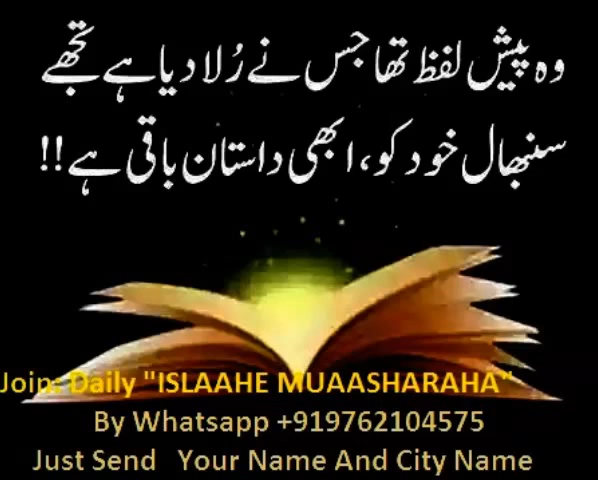 وہ پیش لفظ تھا جس نے رُلا دیا ہے تجھے
سنبھال خود کو، ابھی داستان باقی ہے !!
Join: Daily "ISLAAHE MUAASHARAHA"
By Whatsapp +919762104575
Just Send Your Name And City Name